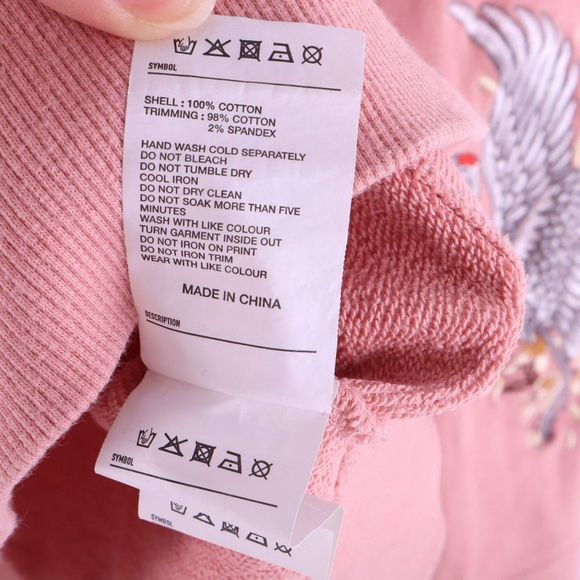 SYMBOL
SHELL : 100% COTTON
TRIMMING : 98% COTTON
2% SPANDEX
HAND WASH COLD SEPARATELY
DO NOT BLEACH
DO NOT TUMBLE DRY
COOL IRON
DO NOT DRY CLEAN
DO NOT SOAK MORE THAN FIVE
MINUTES
WASH WITH LIKE COLOUR
TURN GARMENT INSIDE OUT
DO NOT IRON ON PRINT
DO NOT IRON TRIM
WEAR WITH LIKE COLOUR
MADE IN CHINA
DESCRIPTION
SYMBOL
SYMBOL